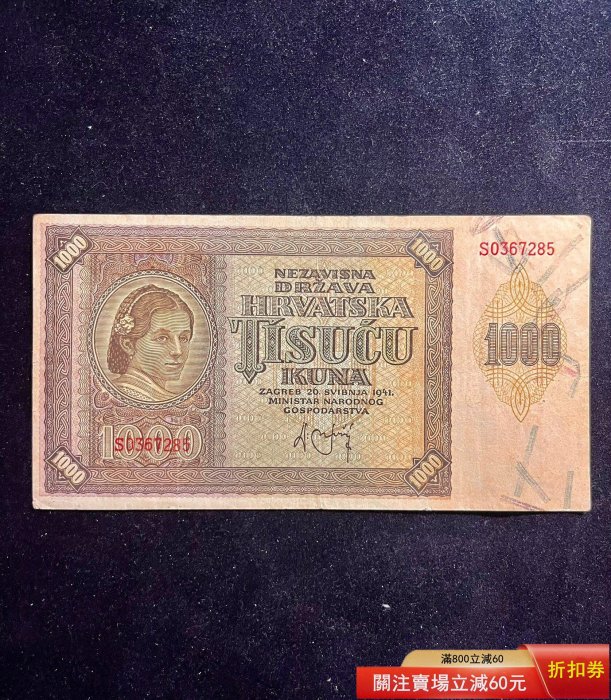 1000
1000
S0367285
NEZAVISNA
DRŽAVA
HRVATSKA
TISUĆU
KUNA
ZAGREB 26. SVIBNJA 1941.
MINISTAR NARODNOG
GOSPODARSTVA
1000
1000
S0367285
1000
1000
滿800立減60
關注賣場立減60元
折扣券